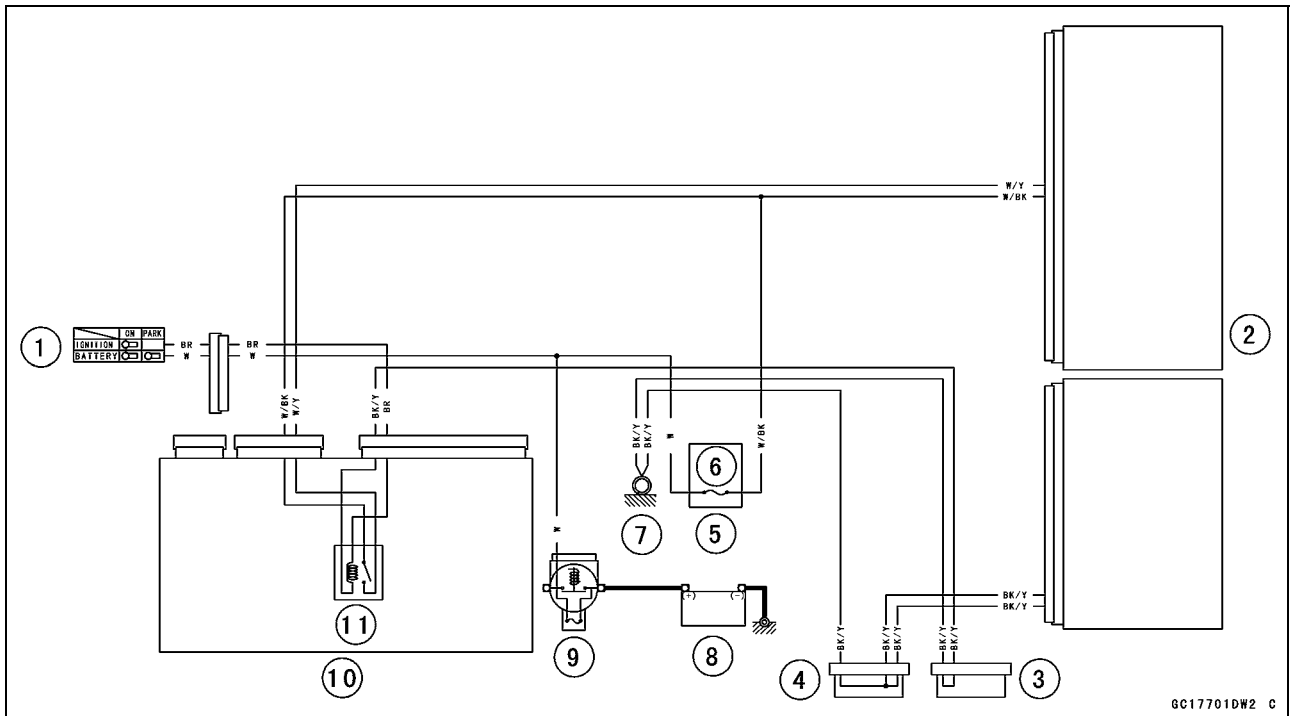 W/Y
W/BK
1
ON PARK
IGNITION
BATTERY
BR
W
BR
W
2
W/BK
W/Y
BK/Y
BR
BK/Y
BK/Y
W
W/BK
6
7
5
W
11
10
9
(+) (-)
8
BK/Y
BK/Y
BK/Y
BK/Y
BK/Y
BK/Y
BK/Y
4
3
GC17701DW2 C